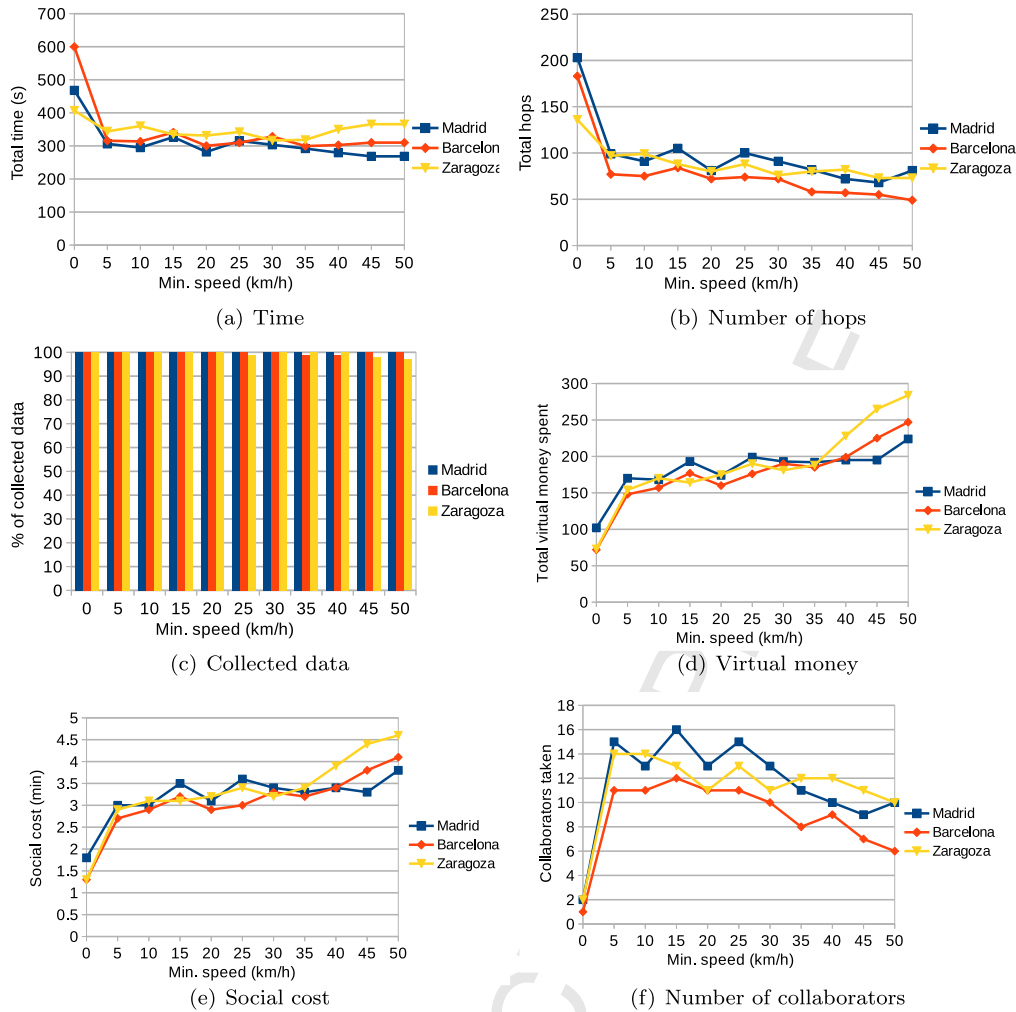 700
600
500
400
300
200
100
0
Total time (s)
0 5 10 15 20 25 30 35 40 45 50
Min. speed (km/h)
Madrid
Barcelona
Zaragoza
(a) Time
250
200
150
100
50
0
Total hops
0 5 10 15 20 25 30 35 40 45 50
Min. speed (km/h)
Madrid
Barcelona
Zaragoza
(b) Number of hops
100
90
80
70
60
50
40
30
20
10
0
% of collected data
0 5 10 15 20 25 30 35 40 45 50
Min. speed (km/h)
Madrid
Barcelona
Zaragoza
(c) Collected data
300
250
200
150
100
50
0
Total virtual money spent
0 5 10 15 20 25 30 35 40 45 50
Min. speed (km/h)
Madrid
Barcelona
Zaragoza
(d) Virtual money
5
4.5
4
3.5
3
2.5
2
1.5
1
0.5
0
Social cost (min)
0 5 10 15 20 25 30 35 40 45 50
Min. speed (km/h)
Madrid
Barcelona
Zaragoza
(e) Social cost
18
16
14
12
10
8
6
4
2
0
Collaborators taken
0 5 10 15 20 25 30 35 40 45 50
Min. speed (km/h)
Madrid
Barcelona
Zaragoza
(f) Number of collaborators